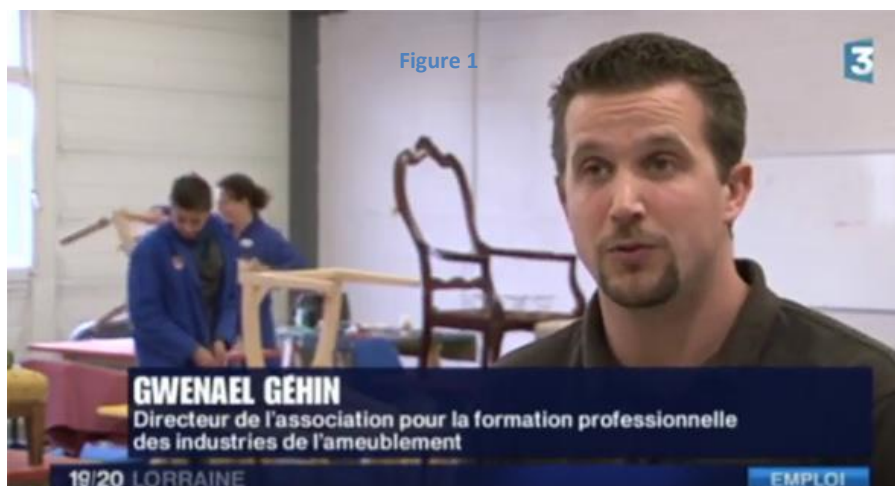 Figure 1
3
GWENAEL GÉHIN
Directeur de l'association pour la formation professionnelle
des industries de l'ameublement
19/20 LORRAINE
EMPLOI